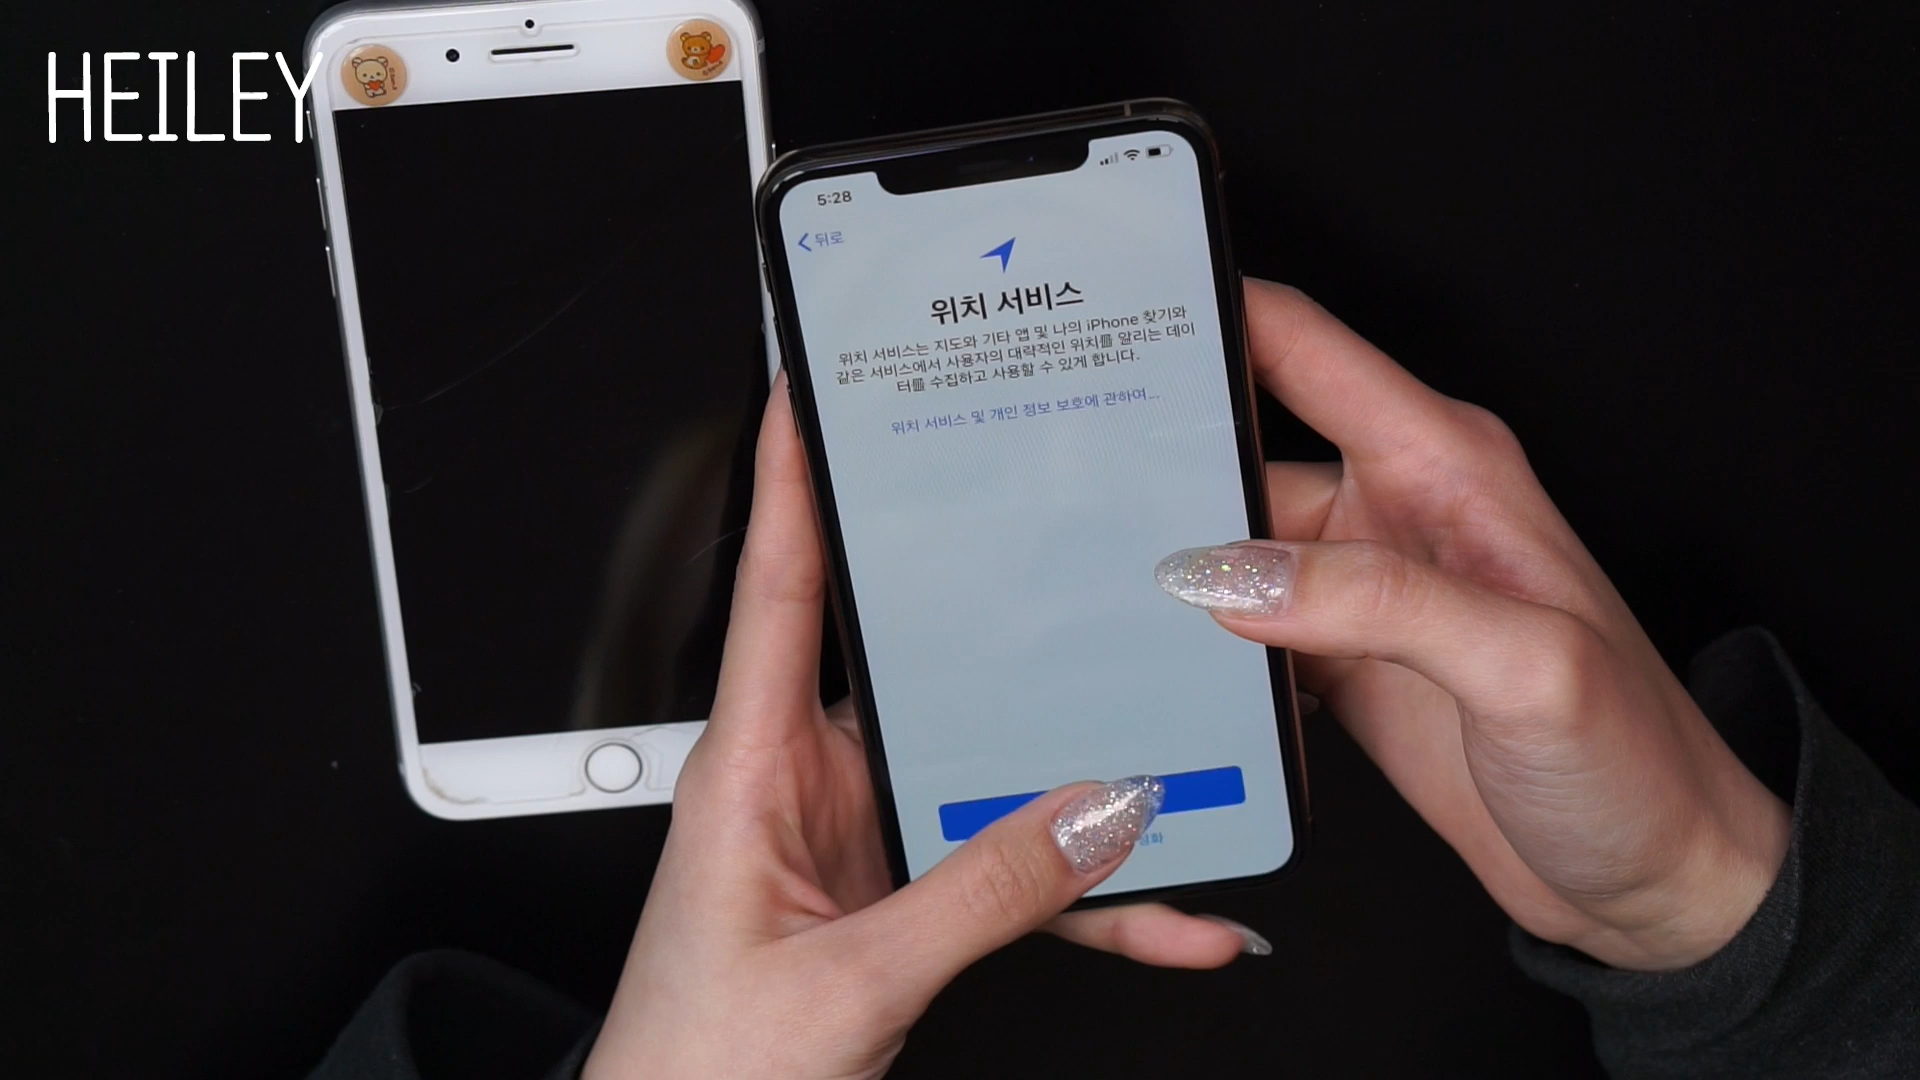 HEILEY
5:28
뒤로
위치 서비스
위치 서비스는 지도와 기타 앱 및 나의 iPhone 찾기와
같은 서비스에서 사용자의 대략적인 위치를 알리는 데이
터를 수집하고 사용할 수 있게 합니다.
위치 서비스 및 개인 정보 보호에 관하여...
성화